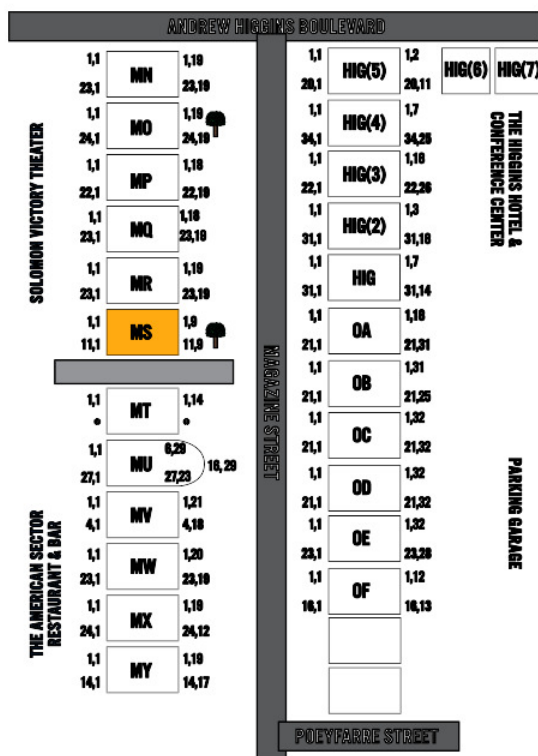 ANDREW HIGGINS BOULEVARD
1,1 MN 1,19
23,1 23,19
1,1 MO 1,19
24,1 24,19
1,1 MP 1,18
22,1 22,19
1,1 MQ 1,18
23,1 23,19
1,1 MR 1,19
23,1 23,19
1,1 MS 1,9
11,1 11,9
1,1 MT 1,14
1,1 MU 6,29
18,29
27,1 27,23
1,1 MV 1,21
4,1 4,18
1,1 MW 1,20
23,1 23,19
1,1 MX 1,19
24,1 24,12
1,1 MY 1,19
14,1 14,17
SOLOMON VICTORY THEATER
THE AMERICAN SECTOR
RESTAURANT & BAR
MAGAZINE STREET
1,1 HIG(5) 1,2
20,1 20,11
HIG(6)
HIG(7)
1,1 HIG(4) 1,7
34,1 34,25
1,1 HIG(3) 1,16
22,1 22,26
1,1 HIG(2) 1,3
31,1 31,16
1,1 HIG 1,7
31,1 31,14
1,1 OA 1,16
21,1 21,31
1,1 OB 1,31
21,1 21,25
1,1 OC 1,32
21,1 21,32
1,1 OD 1,32
21,1 21,32
1,1 OE 1,32
23,1 23,28
1,1 OF 1,12
16,1 16,13
THE HIGGINS HOTEL &
CONFERENCE CENTER
PARKING GARAGE
POEYFARRE STREET